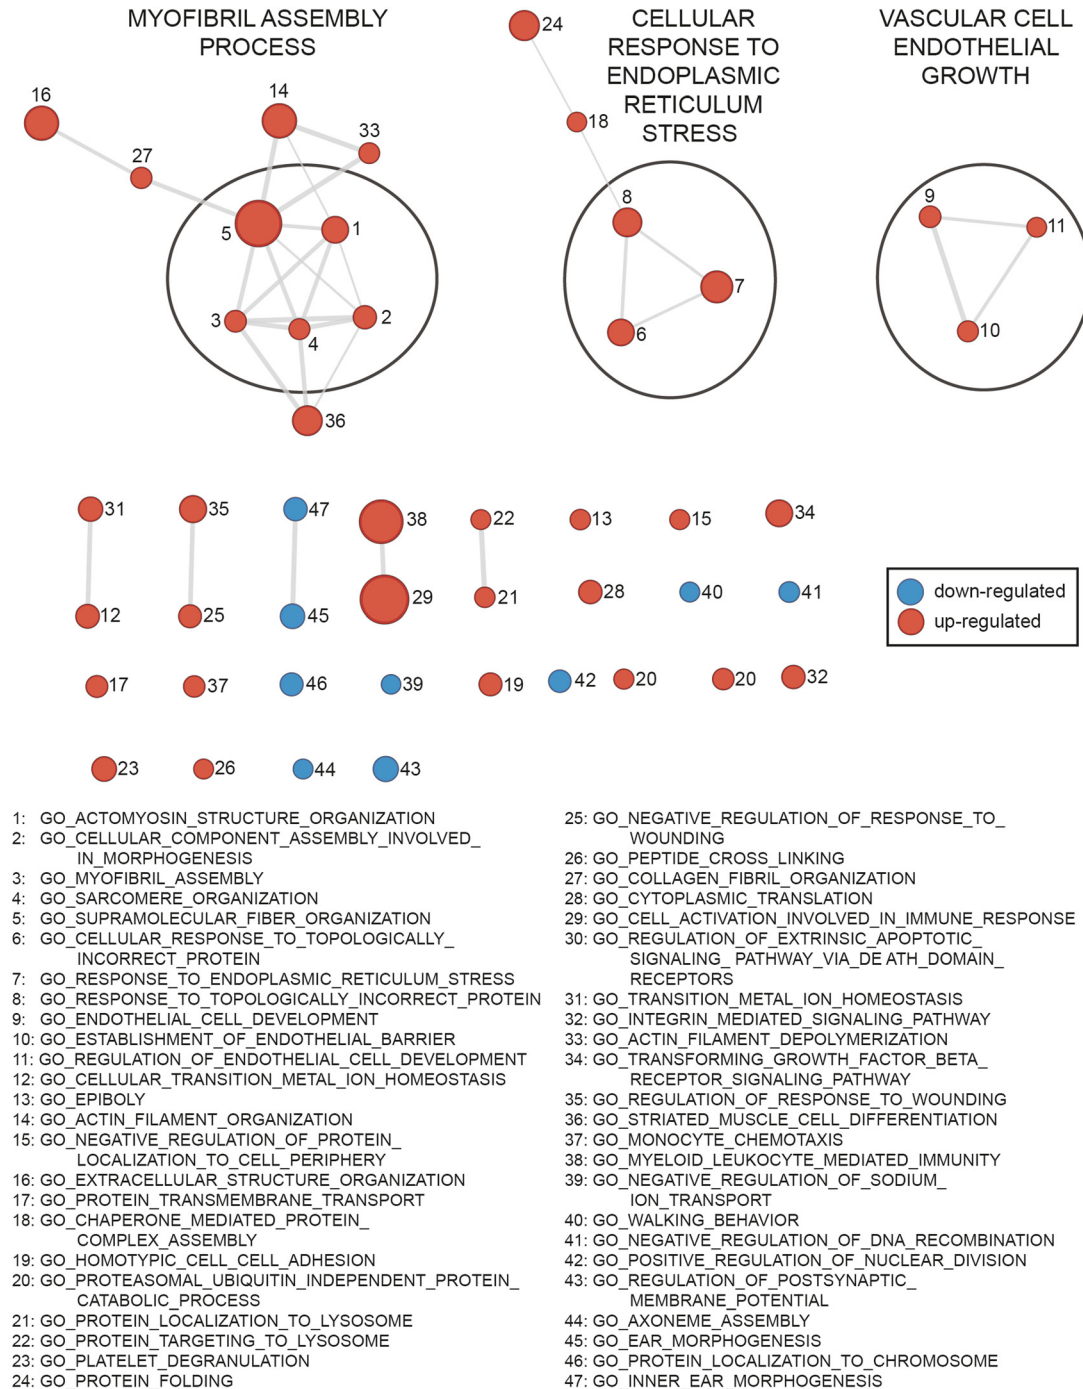 MYOFIBRIL ASSEMBLY
PROCESS
CELLULAR
RESPONSE TO
ENDOPLASMIC
RETICULUM
STRESS
VASCULAR CELL
ENDOTHELIAL
GROWTH
24
16
14
33
18
27
8
9
5
1
11
7
3
4
2
6
10
36
31
35
47
38
22
13
15
34
12
25
45
29
21
28
40
41
down-regulated
up-regulated
17
37
46
39
19
42
20
20
32
23
26
44
43
1: GO_ACTOMYOSIN_STRUCTURE_ORGANIZATION
2: GO_CELLULAR_COMPONENT_ASSEMBLY_INVOLVED_
IN_MORPHOGENESIS
3: GO_MYOFIBRIL_ASSEMBLY
4: GO_SARCOMERE_ORGANIZATION
5: GO_SUPRAMOLECULAR_FIBER_ORGANIZATION
6: GO_CELLULAR_RESPONSE_TO_TOPOLOGICALLY_
INCORRECT_PROTEIN
7: GO_RESPONSE_TO_ENDOPLASMIC_RETICULUM_STRESS
8: GO_RESPONSE_TO_TOPOLOGICALLY_INCORRECT_PROTEIN
9: GO_ENDOTHELIAL_CELL_DEVELOPMENT
10: GO_ESTABLISHMENT_OF_ENDOTHELIAL_BARRIER
11: GO_REGULATION_OF_ENDOTHELIAL_CELL_DEVELOPMENT
12: GO_CELLULAR_TRANSITION_METAL_ION_HOMEOSTASIS
13: GO_EPIBOLY
14: GO_ACTIN_FILAMENT_ORGANIZATION
15: GO_NEGATIVE_REGULATION_OF_PROTEIN_
LOCALIZATION_TO_CELL_PERIPHERY
16: GO_EXTRACELLULAR_STRUCTURE_ORGANIZATION
17: GO_PROTEIN_TRANSMEMBRANE_TRANSPORT
18: GO_CHAPERONE_MEDIATED_PROTEIN_
COMPLEX_ASSEMBLY
19: GO_HOMOTYPIC_CELL_CELL_ADHESION
20: GO_PROTEASOMAL_UBIQUITIN_INDEPENDENT_PROTEIN_
CATABOLIC_PROCESS
21: GO_PROTEIN_LOCALIZATION_TO_LYSOSOME
22: GO_PROTEIN_TARGETING_TO_LYSOSOME
23: GO_PLATELET_DEGRANULATION
24: GO_PROTEIN_FOLDING
25: GO_NEGATIVE_REGULATION_OF_RESPONSE_TO_
WOUNDING
26: GO_PEPTIDE_CROSS_LINKING
27: GO_COLLAGEN_FIBRIL_ORGANIZATION
28: GO_CYTOPLASMIC_TRANSLATION
29: GO_CELL_ACTIVATION_INVOLVED_IN_IMMUNE_RESPONSE
30: GO_REGULATION_OF_EXTRINSIC_APOPTOTIC_
SIGNALING_ PATHWAY_VIA_DE ATH_DOMAIN_
RECEPTORS
31: GO_TRANSITION_METAL_ION_HOMEOSTASIS
32: GO_INTEGRIN_MEDIATED_SIGNALING_PATHWAY
33: GO_ACTIN_FILAMENT_DEPOLYMERIZATION
34: GO_TRANSFORMING_GROWTH_FACTOR_BETA_
RECEPTOR_SIGNALING_PATHWAY
35: GO_REGULATION_OF_RESPONSE_TO_WOUNDING
36: GO_STRIATED_MUSCLE_CELL_DIFFERENTIATION
37: GO_MONOCYTE_CHEMOTAXIS
38: GO_MYELOID_LEUKOCYTE_MEDIATED_IMMUNITY
39: GO_NEGATIVE_REGULATION_OF_SODIUM_
ION_TRANSPORT
40: GO_WALKING_BEHAVIOR
41: GO_NEGATIVE_REGULATION_OF_DNA_RECOMBINATION
42: GO_POSITIVE_REGULATION_OF_NUCLEAR_DIVISION
43: GO_REGULATION_OF_POSTSYNAPTIC_
MEMBRANE_POTENTIAL
44: GO_AXONEME_ASSEMBLY
45: GO_EAR_MORPHOGENESIS
46: GO_PROTEIN_LOCALIZATION_TO_CHROMOSOME
47: GO_INNER_EAR_MORPHOGENESIS